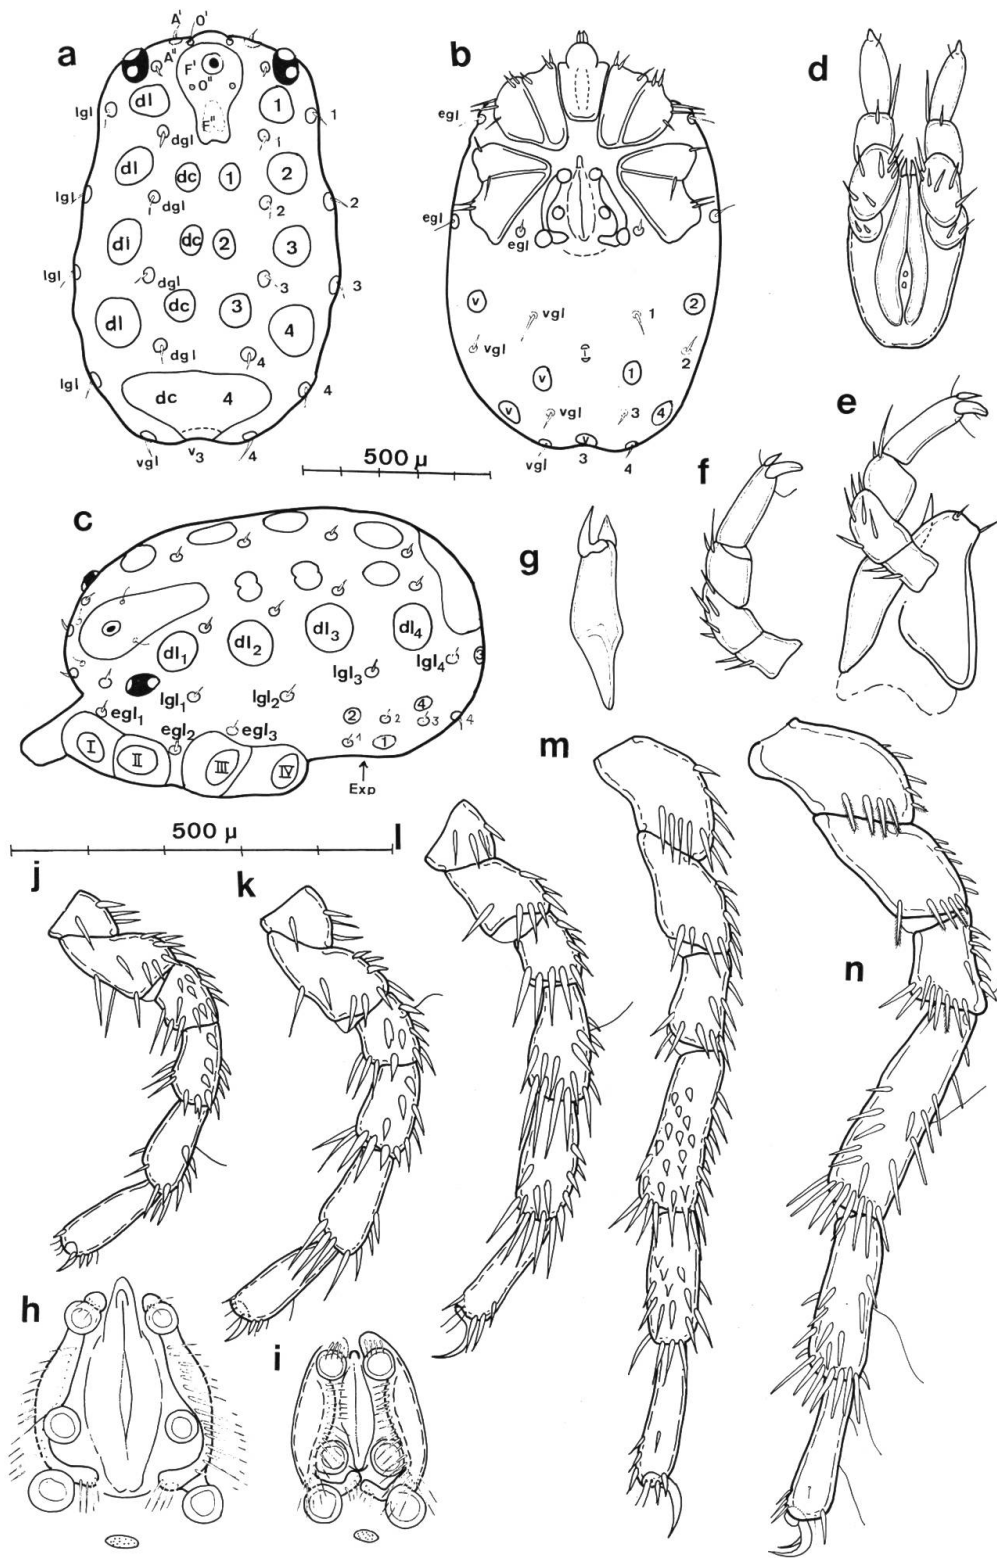 a
A' O'
A" F' O"
lgl dl 1 1
F"
dgl 1
dl dc 1 2
lgl dgl 2 2
dl dc 2 3
lgl dgl 3 3
dl dc 3 4
dgl 4
lgl dc 4 4
vgl v3 4
b
egl
egl
egl
v 2
vgl 1
vgl 2
v 1
v vgl 3 4
v
vgl 3 4
500 µ
c
dl1 dl2 dl3 dl4
lgl1 lgl2 lgl3 lgl4 3
egl1 egl2 egl3
2 2 4 3 4
1 1
I II III IV
Exp
d
e
f
g
500 µ
h
i
j
k
l
m
n